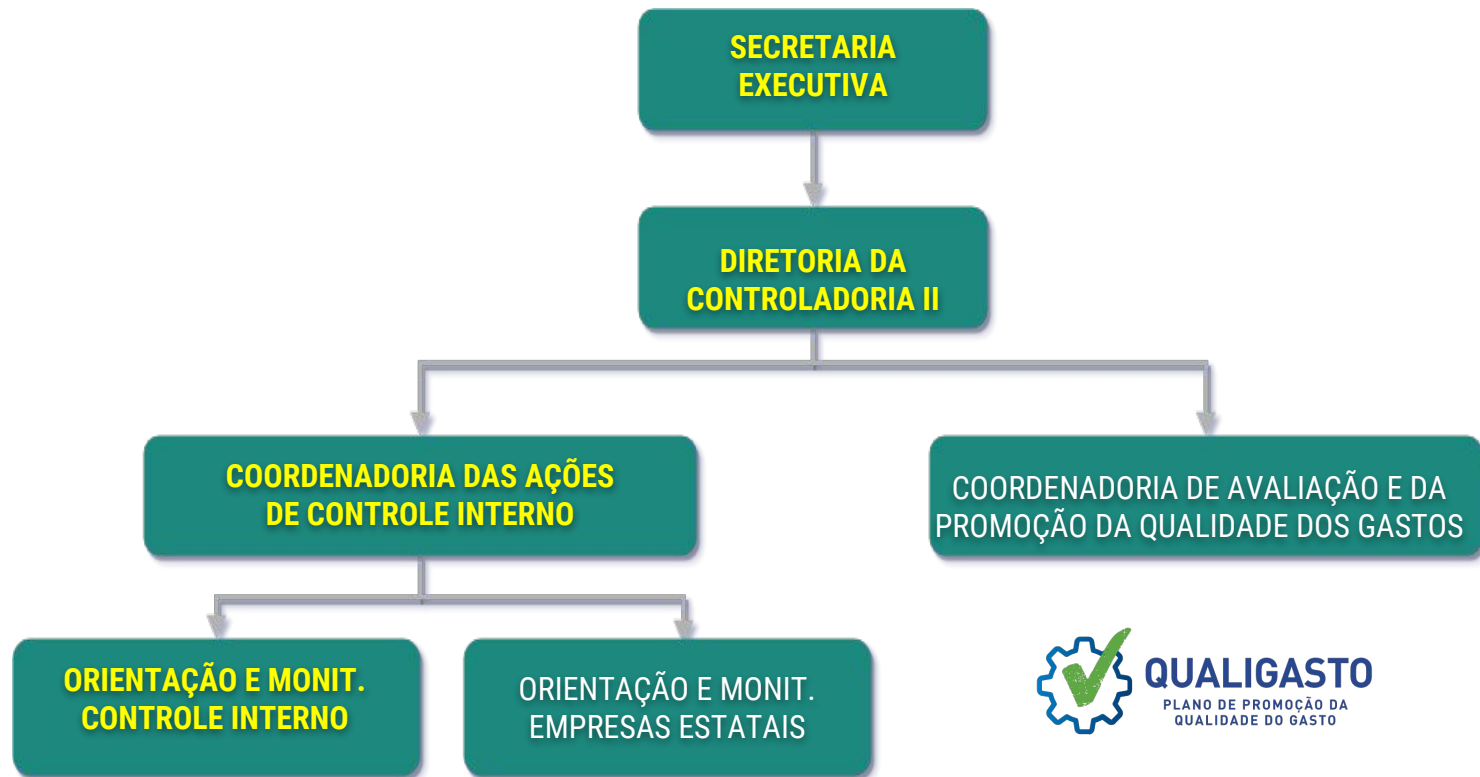 SECRETARIA
EXECUTIVA
DIRETORIA DA
CONTROLADORIA II
COORDENADORIA DAS AÇÕES
DE CONTROLE INTERNO
COORDENADORIA DE AVALIAÇÃO E DA
PROMOÇÃO DA QUALIDADE DOS GASTOS
ORIENTAÇÃO E MONIT.
CONTROLE INTERNO
ORIENTAÇÃO E MONIT.
EMPRESAS ESTATAIS
QUALIGASTO
PLANO DE PROMOÇÃO DA
QUALIDADE DO GASTO